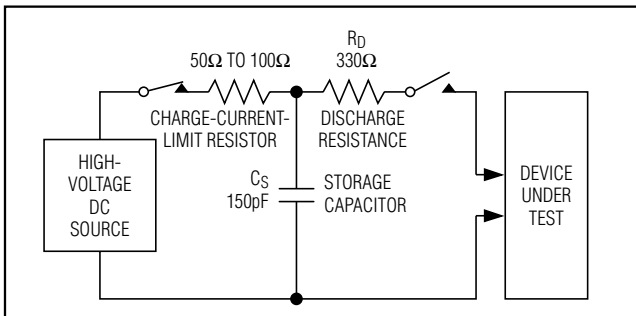 50Ω TO 100Ω
CHARGE-CURRENT-
LIMIT RESISTOR
RD
330Ω
DISCHARGE
RESISTANCE
HIGH-
VOLTAGE
DC
SOURCE
CS
150pF
STORAGE
CAPACITOR
DEVICE
UNDER
TEST